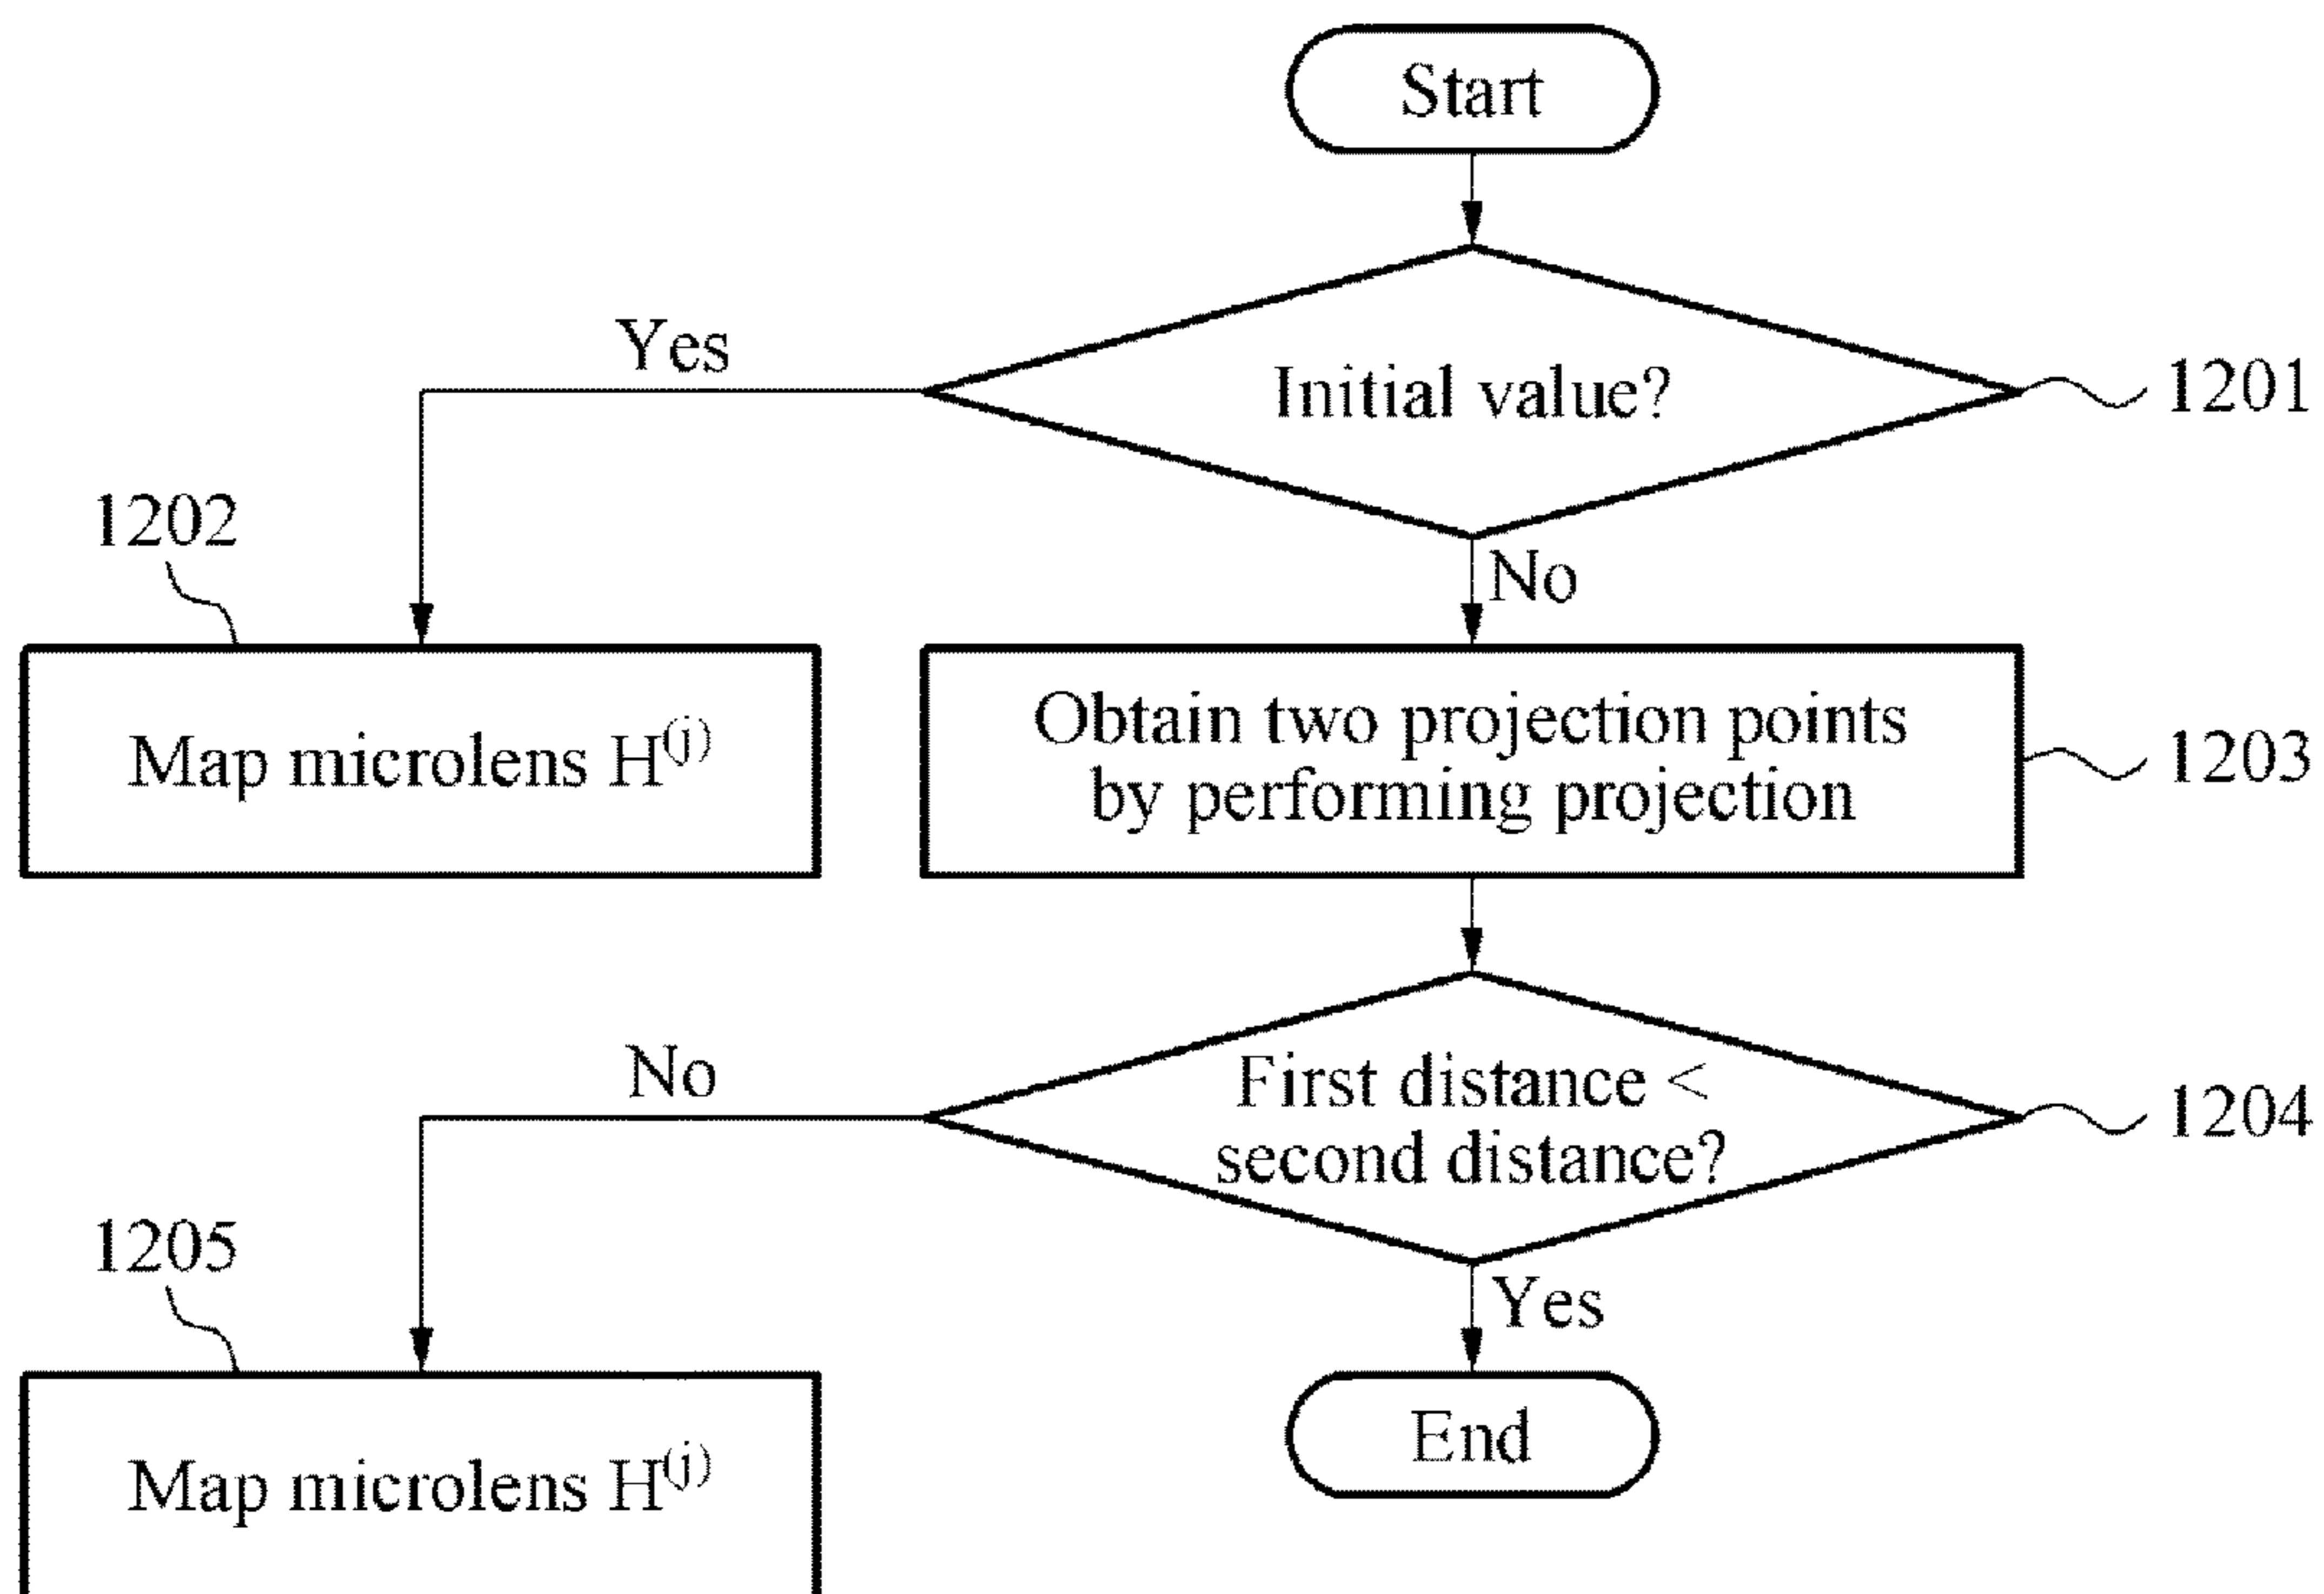 Start
Yes
Initial value?
1201
1202
No
Map microlens H^(j)
Obtain two projection points
by performing projection
1203
No
First distance <
second distance?
1204
1205
Yes
Map microlens H^(j)
End